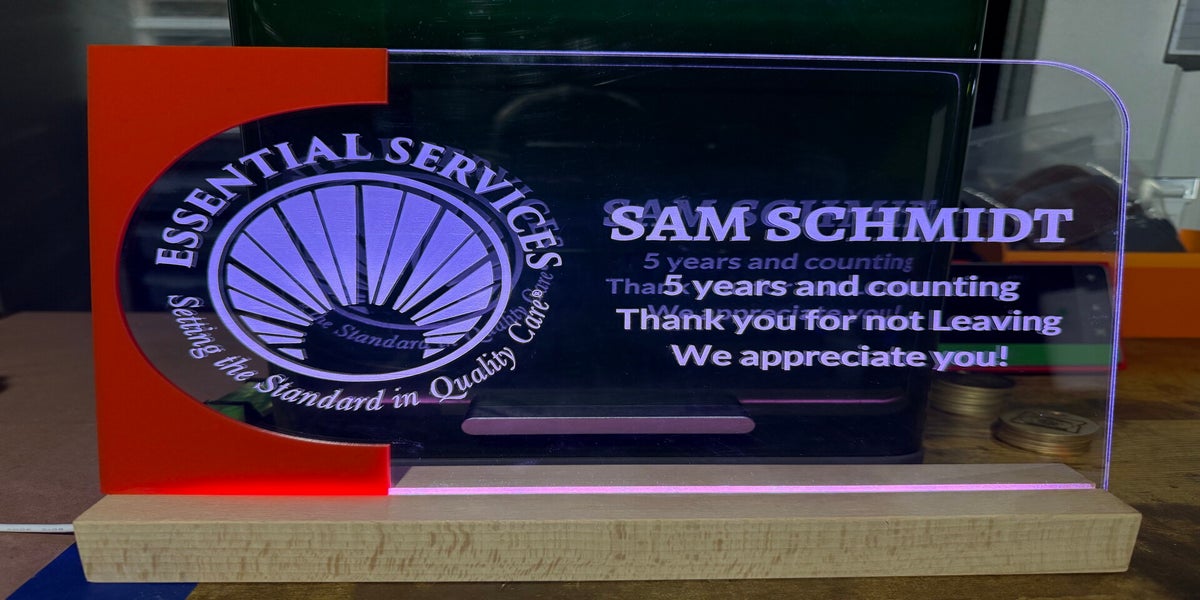 ESSENTIAL SERVICES
Setting the Standard in Quality Care®
SAM SCHMIDT
5 years and counting
Thank you for not Leaving
We appreciate you!